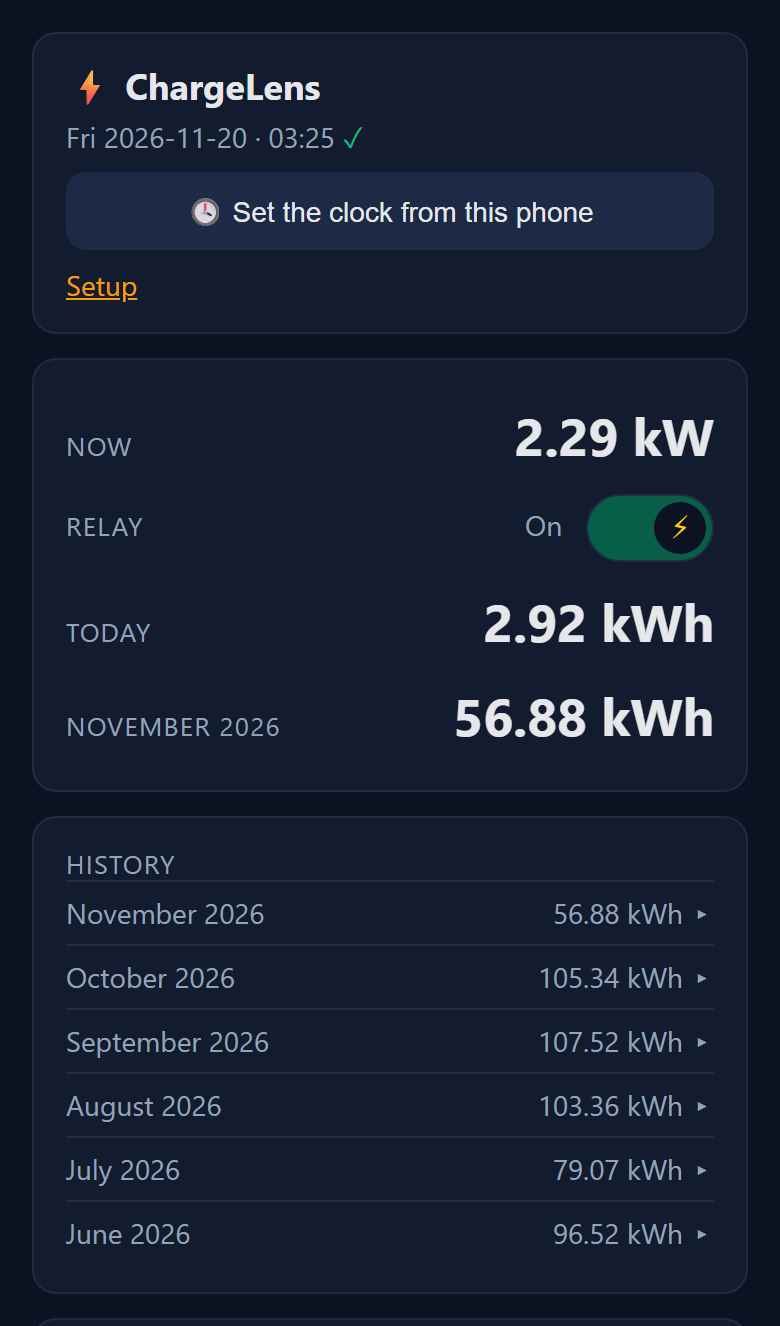 ChargeLens
Fri 2026-11-20 · 03:25 ✓
Set the clock from this phone
Setup
NOW 2.29 kW
RELAY On
TODAY 2.92 kWh
NOVEMBER 2026 56.88 kWh
HISTORY
November 2026 56.88 kWh ▸
October 2026 105.34 kWh ▸
September 2026 107.52 kWh ▸
August 2026 103.36 kWh ▸
July 2026 79.07 kWh ▸
June 2026 96.52 kWh ▸